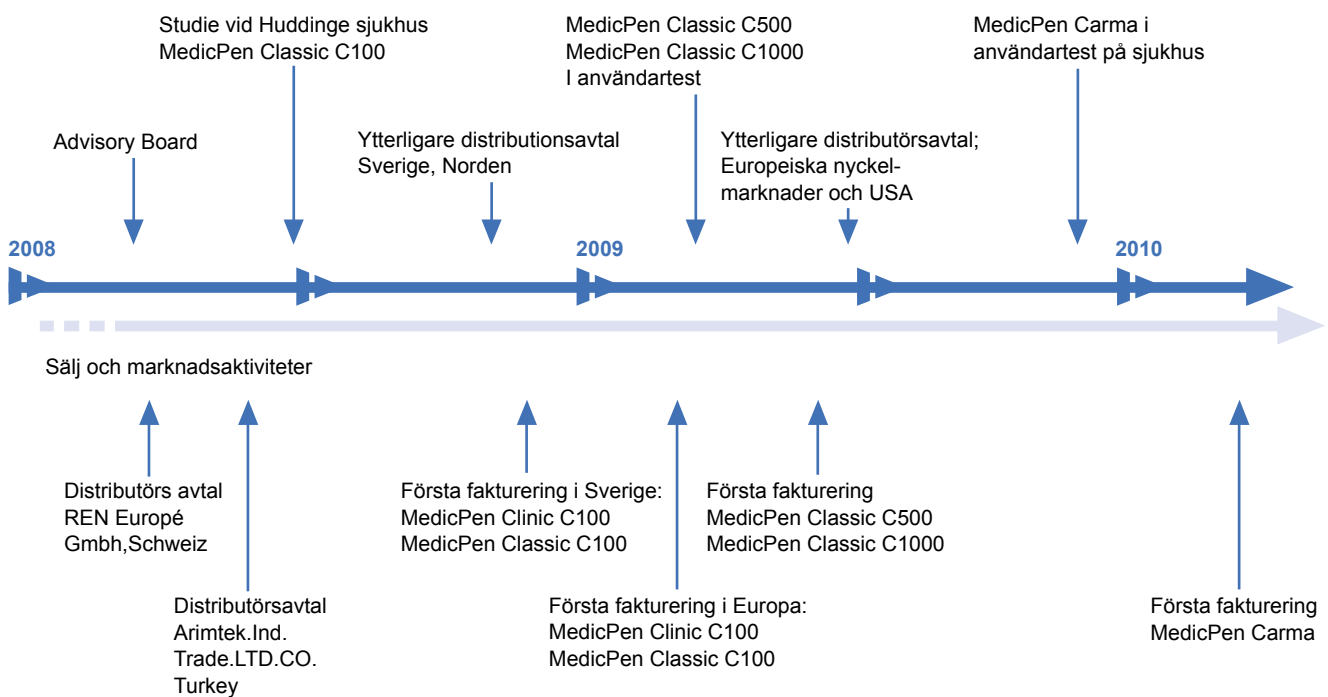 Studie vid Huddinge sjukhus
MedicPen Classic C100
MedicPen Classic C500
MedicPen Classic C1000
I användartest
MedicPen Carma i
användartest på sjukhus
Advisory Board
Ytterligare distributionsavtal
Sverige, Norden
Ytterligare distributörsavtal;
Europeiska nyckel-
marknader och USA
2008
2009
2010
Sälj och marknadsaktiviteter
Distributörs avtal
REN Europé
Gmbh,Schweiz
Första fakturering i Sverige:
MedicPen Clinic C100
MedicPen Classic C100
Första fakturering
MedicPen Classic C500
MedicPen Classic C1000
Distributörsavtal
Arimtek.Ind.
Trade.LTD.CO.
Turkey
Första fakturering i Europa:
MedicPen Clinic C100
MedicPen Classic C100
Första fakturering
MedicPen Carma